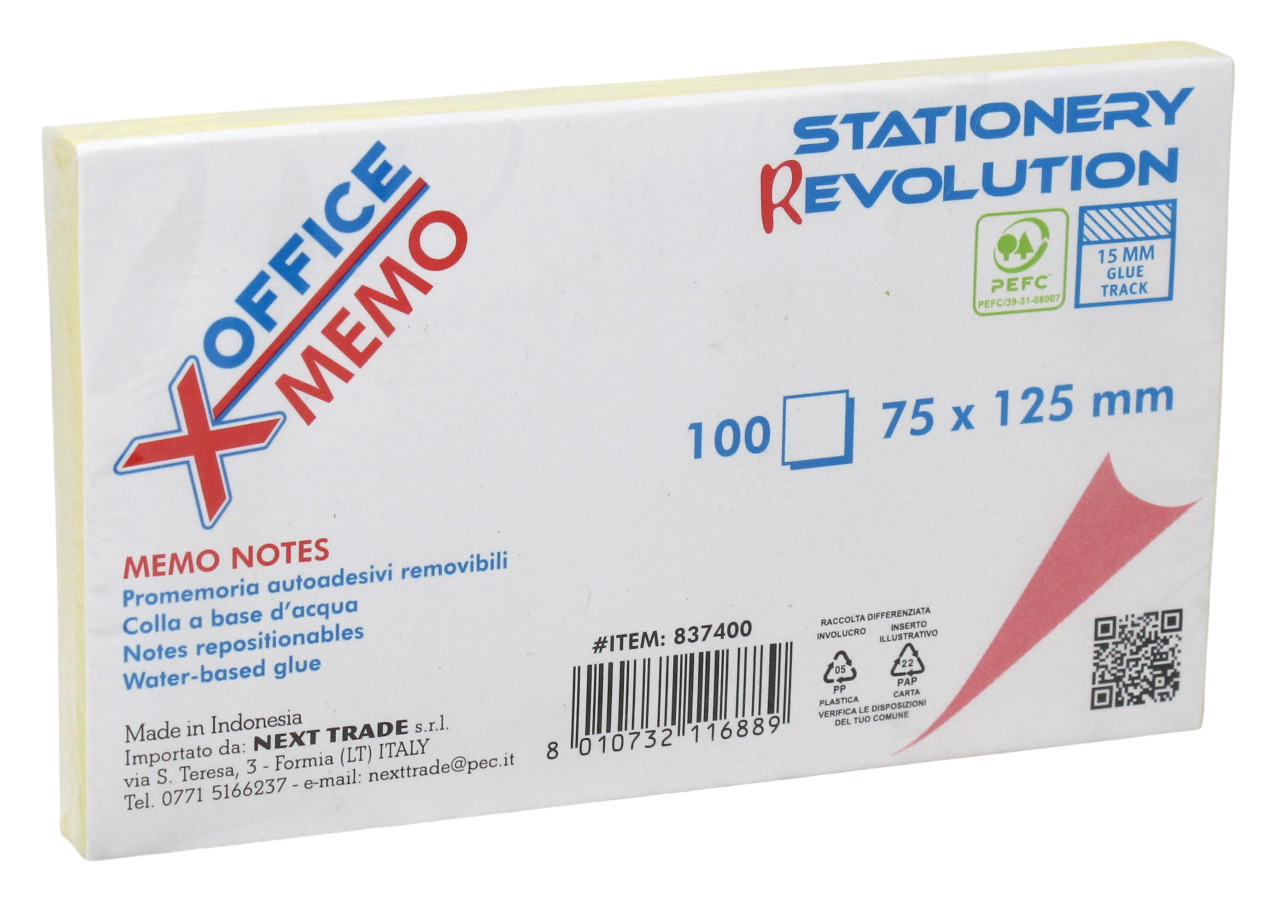 STATIONERY
REVOLUTION
OFFICE
MEMO
PEFC™
PEFC/39-31-08007
15 MM
GLUE
TRACK
100 75 x 125 mm
MEMO NOTES
Promemoria autoadesivi removibili
Colla a base d'acqua
Notes repositionables
Water-based glue
Made in Indonesia
Importato da: NEXT TRADE s.r.l.
via S. Teresa, 3 - Formia (LT) ITALY
Tel. 0771 5166237 - e-mail: nexttrade@pec.it
#ITEM: 837400
8 010732 116889
RACCOLTA DIFFERENZIATA
INVOLUCRO
05
PP
PLASTICA
INSERTO
ILLUSTRATIVO
22
PAP
CARTA
VERIFICA LE DISPOSIZIONI
DEL TUO COMUNE